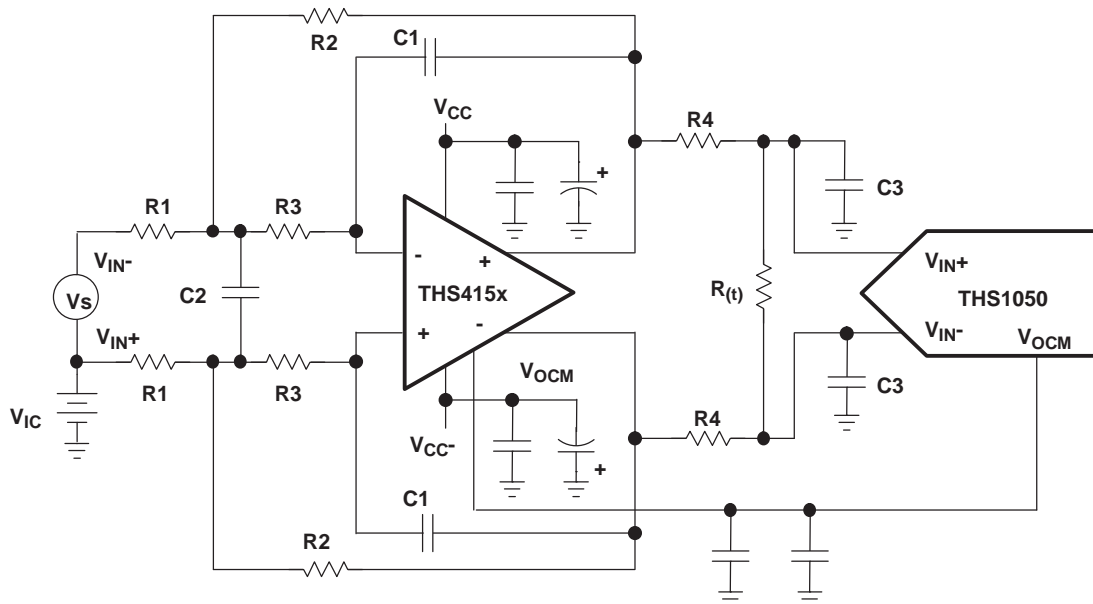 R2
C1
VCC
R4
R1
R3
C3
VIN-
-
+
+
Vs
C2
THS415x
R(t)
VIN+
THS1050
VIN+
+
-
VIN-
VOCM
R1
R3
VOCM
C3
VIC
R4
VCC-
+
C1
R2